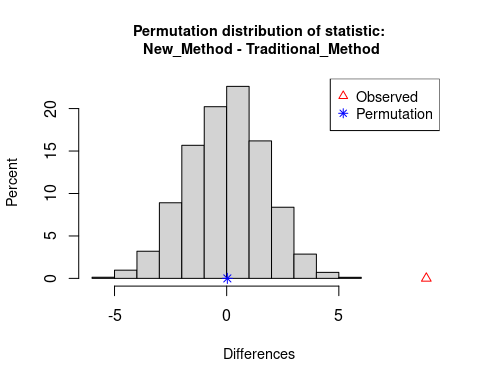 Permutation distribution of statistic:
New_Method - Traditional_Method
Observed
Permutation
Percent
20
15
10
5
0
-5
0
5
Differences